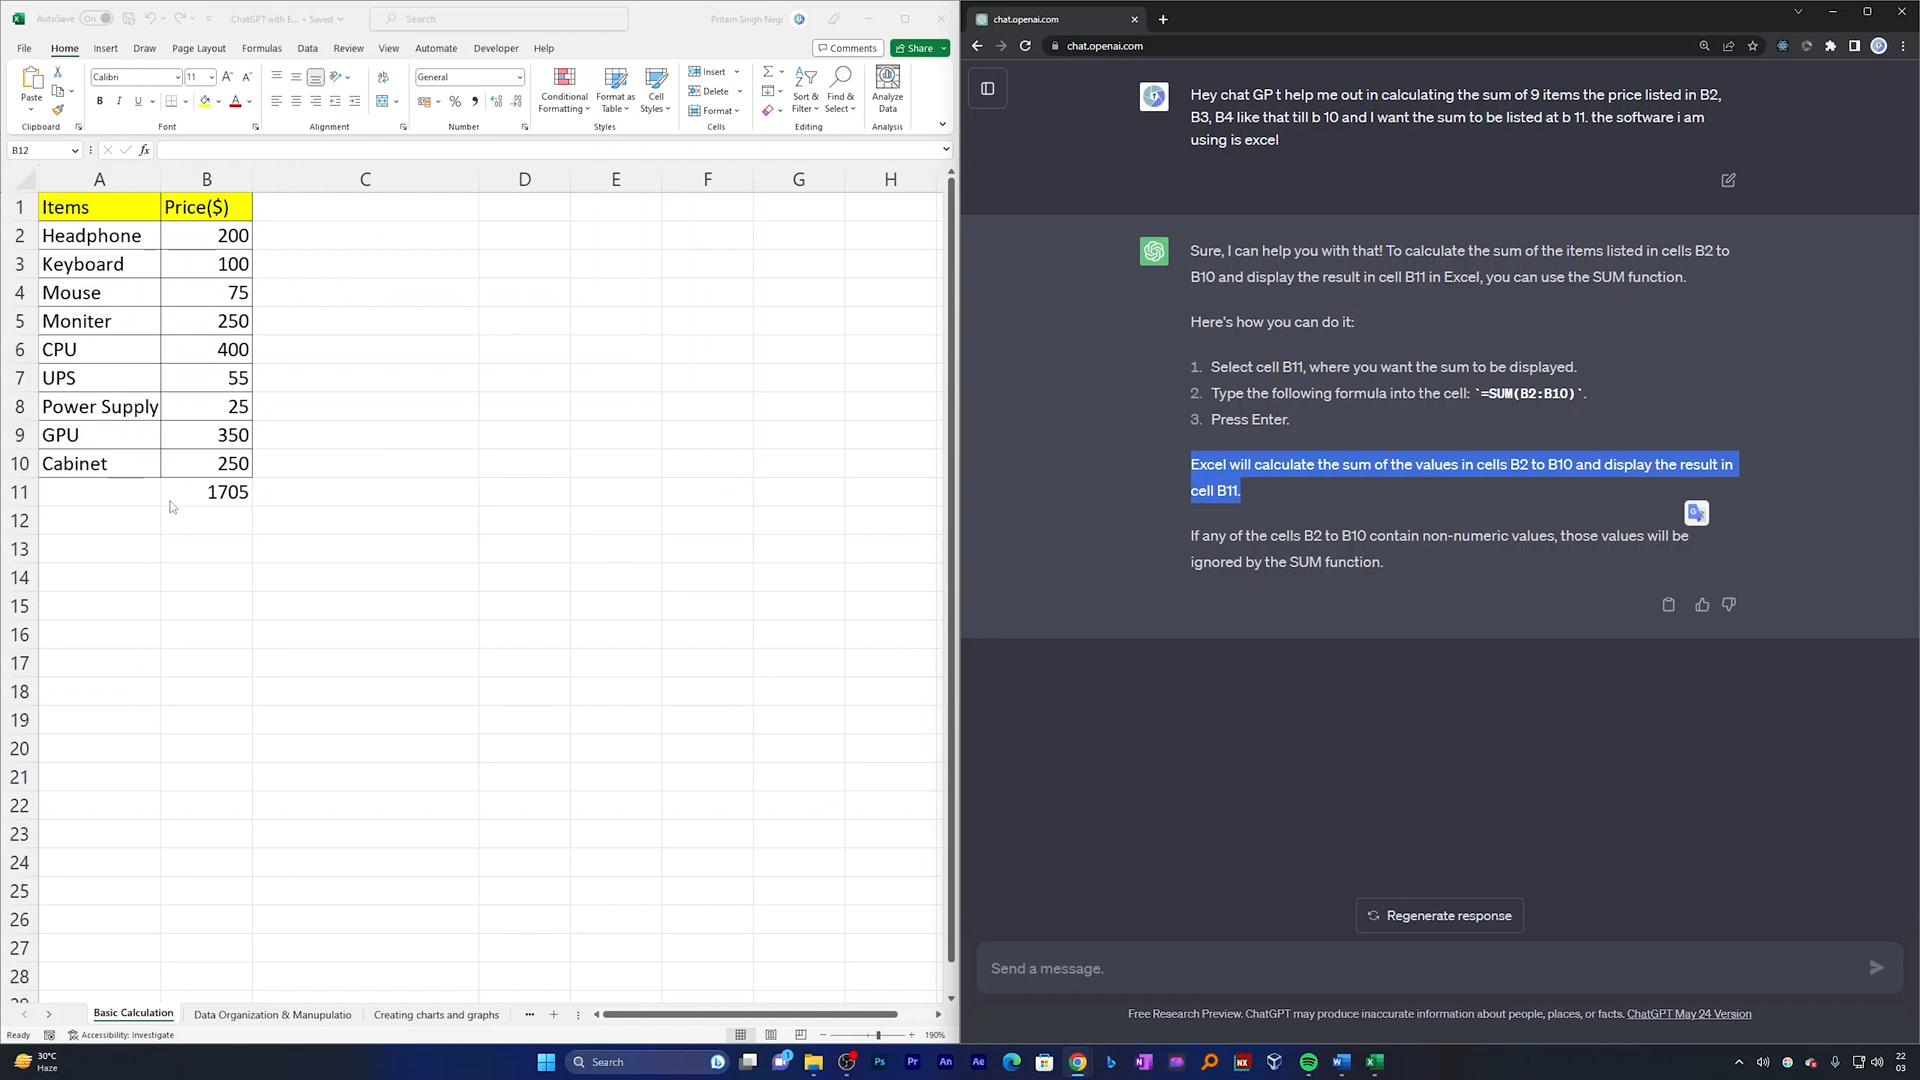 AutoSave On ChatGPT with E... • Saved Search Pritam Singh Negi
File Home Insert Draw Page Layout Formulas Data Review View Automate Developer Help Comments Share
Paste Calibri 11 General Conditional Formatting Format as Table Cell Styles Insert Delete Format Sort & Filter Find & Select Analyze Data
Clipboard Font Alignment Number Styles Cells Editing Analysis
B12 fx
A B C D E F G H
1 Items Price($)
2 Headphone 200
3 Keyboard 100
4 Mouse 75
5 Moniter 250
6 CPU 400
7 UPS 55
8 Power Supply 25
9 GPU 350
10 Cabinet 250
11 1705
12
13
14
15
16
17
18
19
20
21
22
23
24
25
26
27
28
Basic Calculation Data Organization & Manupulatio Creating charts and graphs ...
Ready Accessibility: Investigate 190%
chat.openai.com
chat.openai.com
Hey chat GP t help me out in calculating the sum of 9 items the price listed in B2,
B3, B4 like that till b 10 and I want the sum to be listed at b 11. the software i am
using is excel
Sure, I can help you with that! To calculate the sum of the items listed in cells B2 to
B10 and display the result in cell B11 in Excel, you can use the SUM function.
Here's how you can do it:
1. Select cell B11, where you want the sum to be displayed.
2. Type the following formula into the cell: `=SUM(B2:B10)`.
3. Press Enter.
Excel will calculate the sum of the values in cells B2 to B10 and display the result in
cell B11.
If any of the cells B2 to B10 contain non-numeric values, those values will be
ignored by the SUM function.
Regenerate response
Send a message.
Free Research Preview. ChatGPT may produce inaccurate information about people, places, or facts. ChatGPT May 24 Version
30°C
Haze
Search
22
03